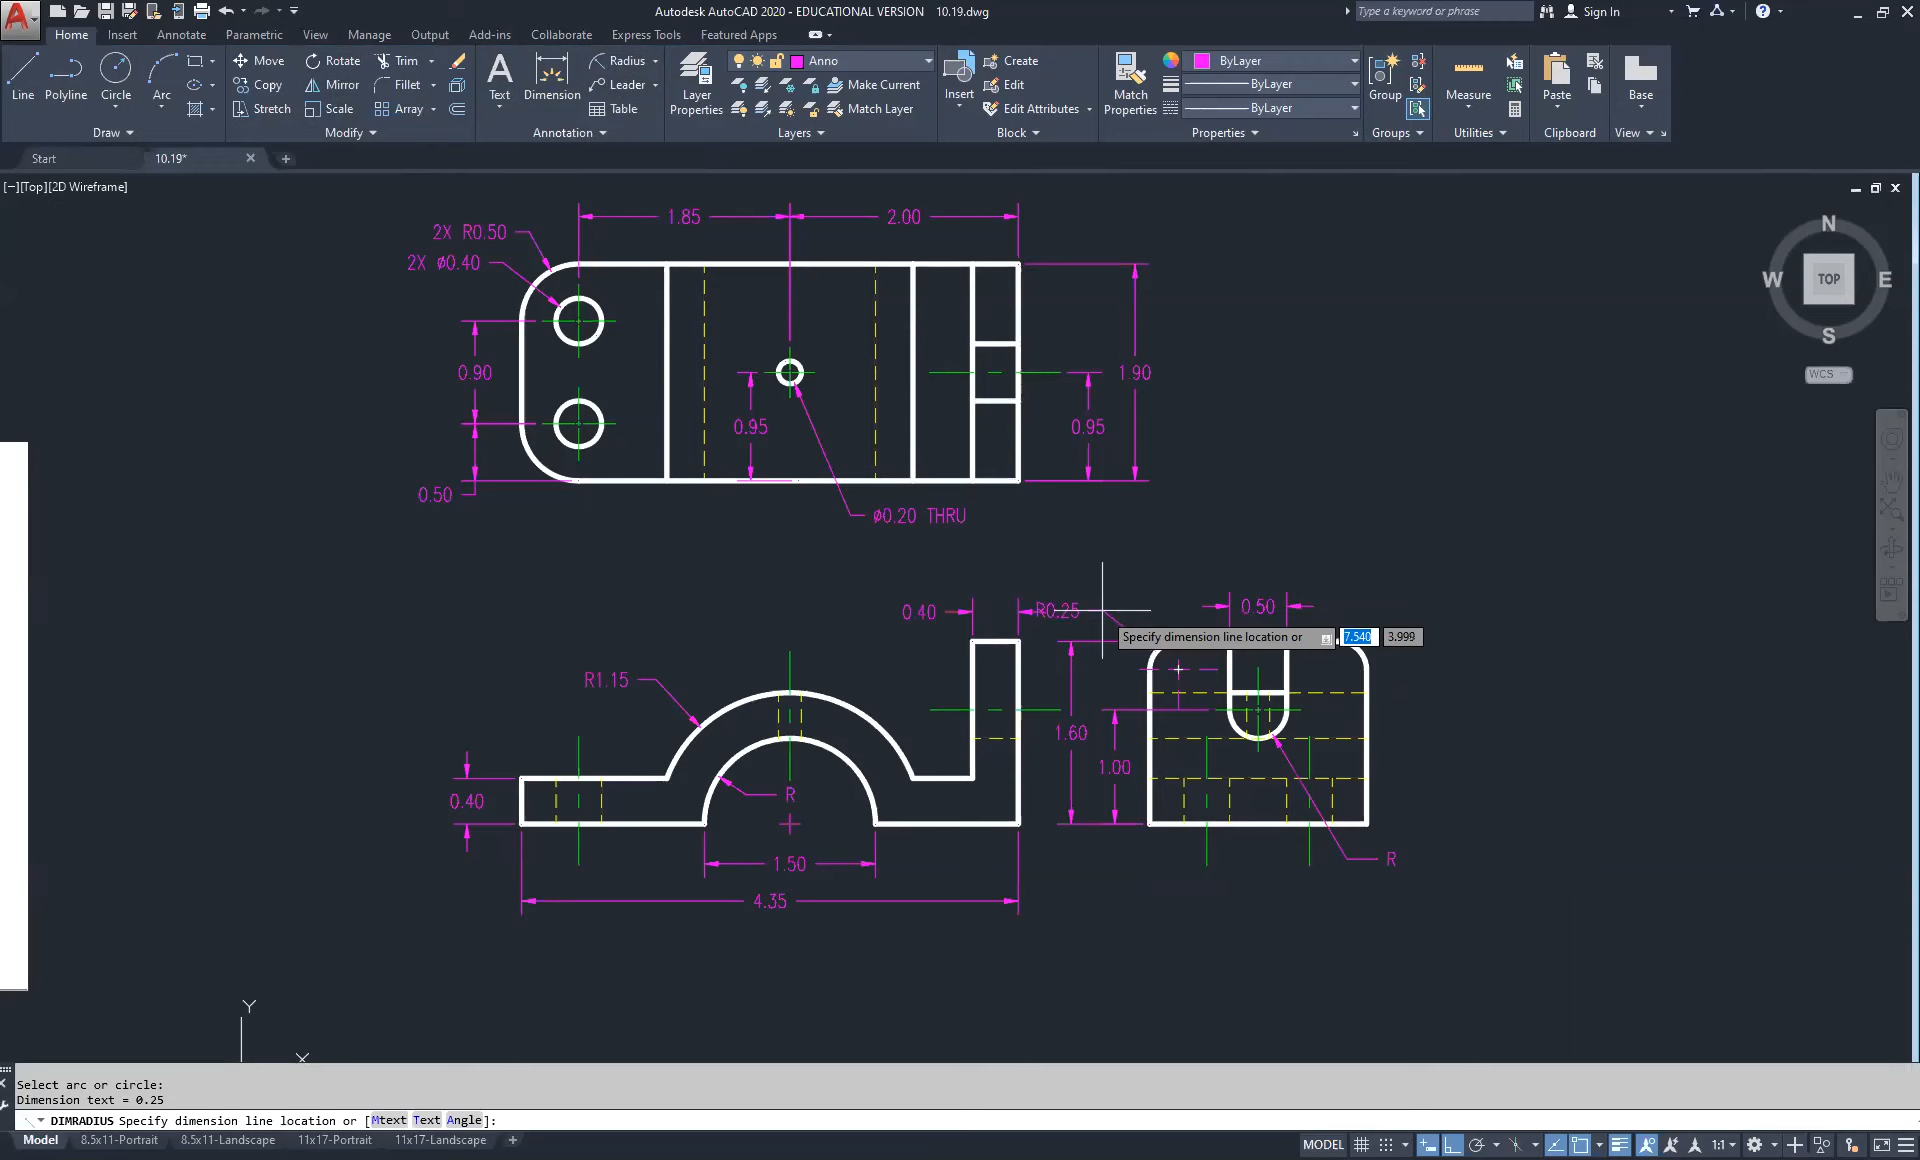 Autodesk AutoCAD 2020 - EDUCATIONAL VERSION 10.19.dwg
Type a keyword or phrase
Sign In
Home Insert Annotate Parametric View Manage Output Add-ins Collaborate Express Tools Featured Apps
Line Polyline Circle Arc
Draw
Move Rotate Trim
Copy Mirror Fillet
Stretch Scale Array
Modify
Text Dimension
Radius
Leader
Table
Annotation
Layer Properties
Anno
Make Current
Match Layer
Layers
Insert
Create
Edit
Edit Attributes
Block
Match Properties
ByLayer
ByLayer
ByLayer
Properties
Group
Groups
Measure
Utilities
Paste
Clipboard
Base
View
Start 10.19*
[−][Top][2D Wireframe]
N
W TOP E
S
WCS
1.85 2.00
2X R0.50
2X ø0.40
0.90
0.50
0.95
0.95
1.90
ø0.20 THRU
0.40
R0.25
0.50
Specify dimension line location or 7.540 3.999
R1.15
1.60
1.00
0.40
R
R
1.50
4.35
Y
X
Select arc or circle:
Dimension text = 0.25
DIMRADIUS Specify dimension line location or [Mtext Text Angle]:
Model 8.5x11-Portrait 8.5x11-Landscape 11x17-Portrait 11x17-Landscape
MODEL
1:1